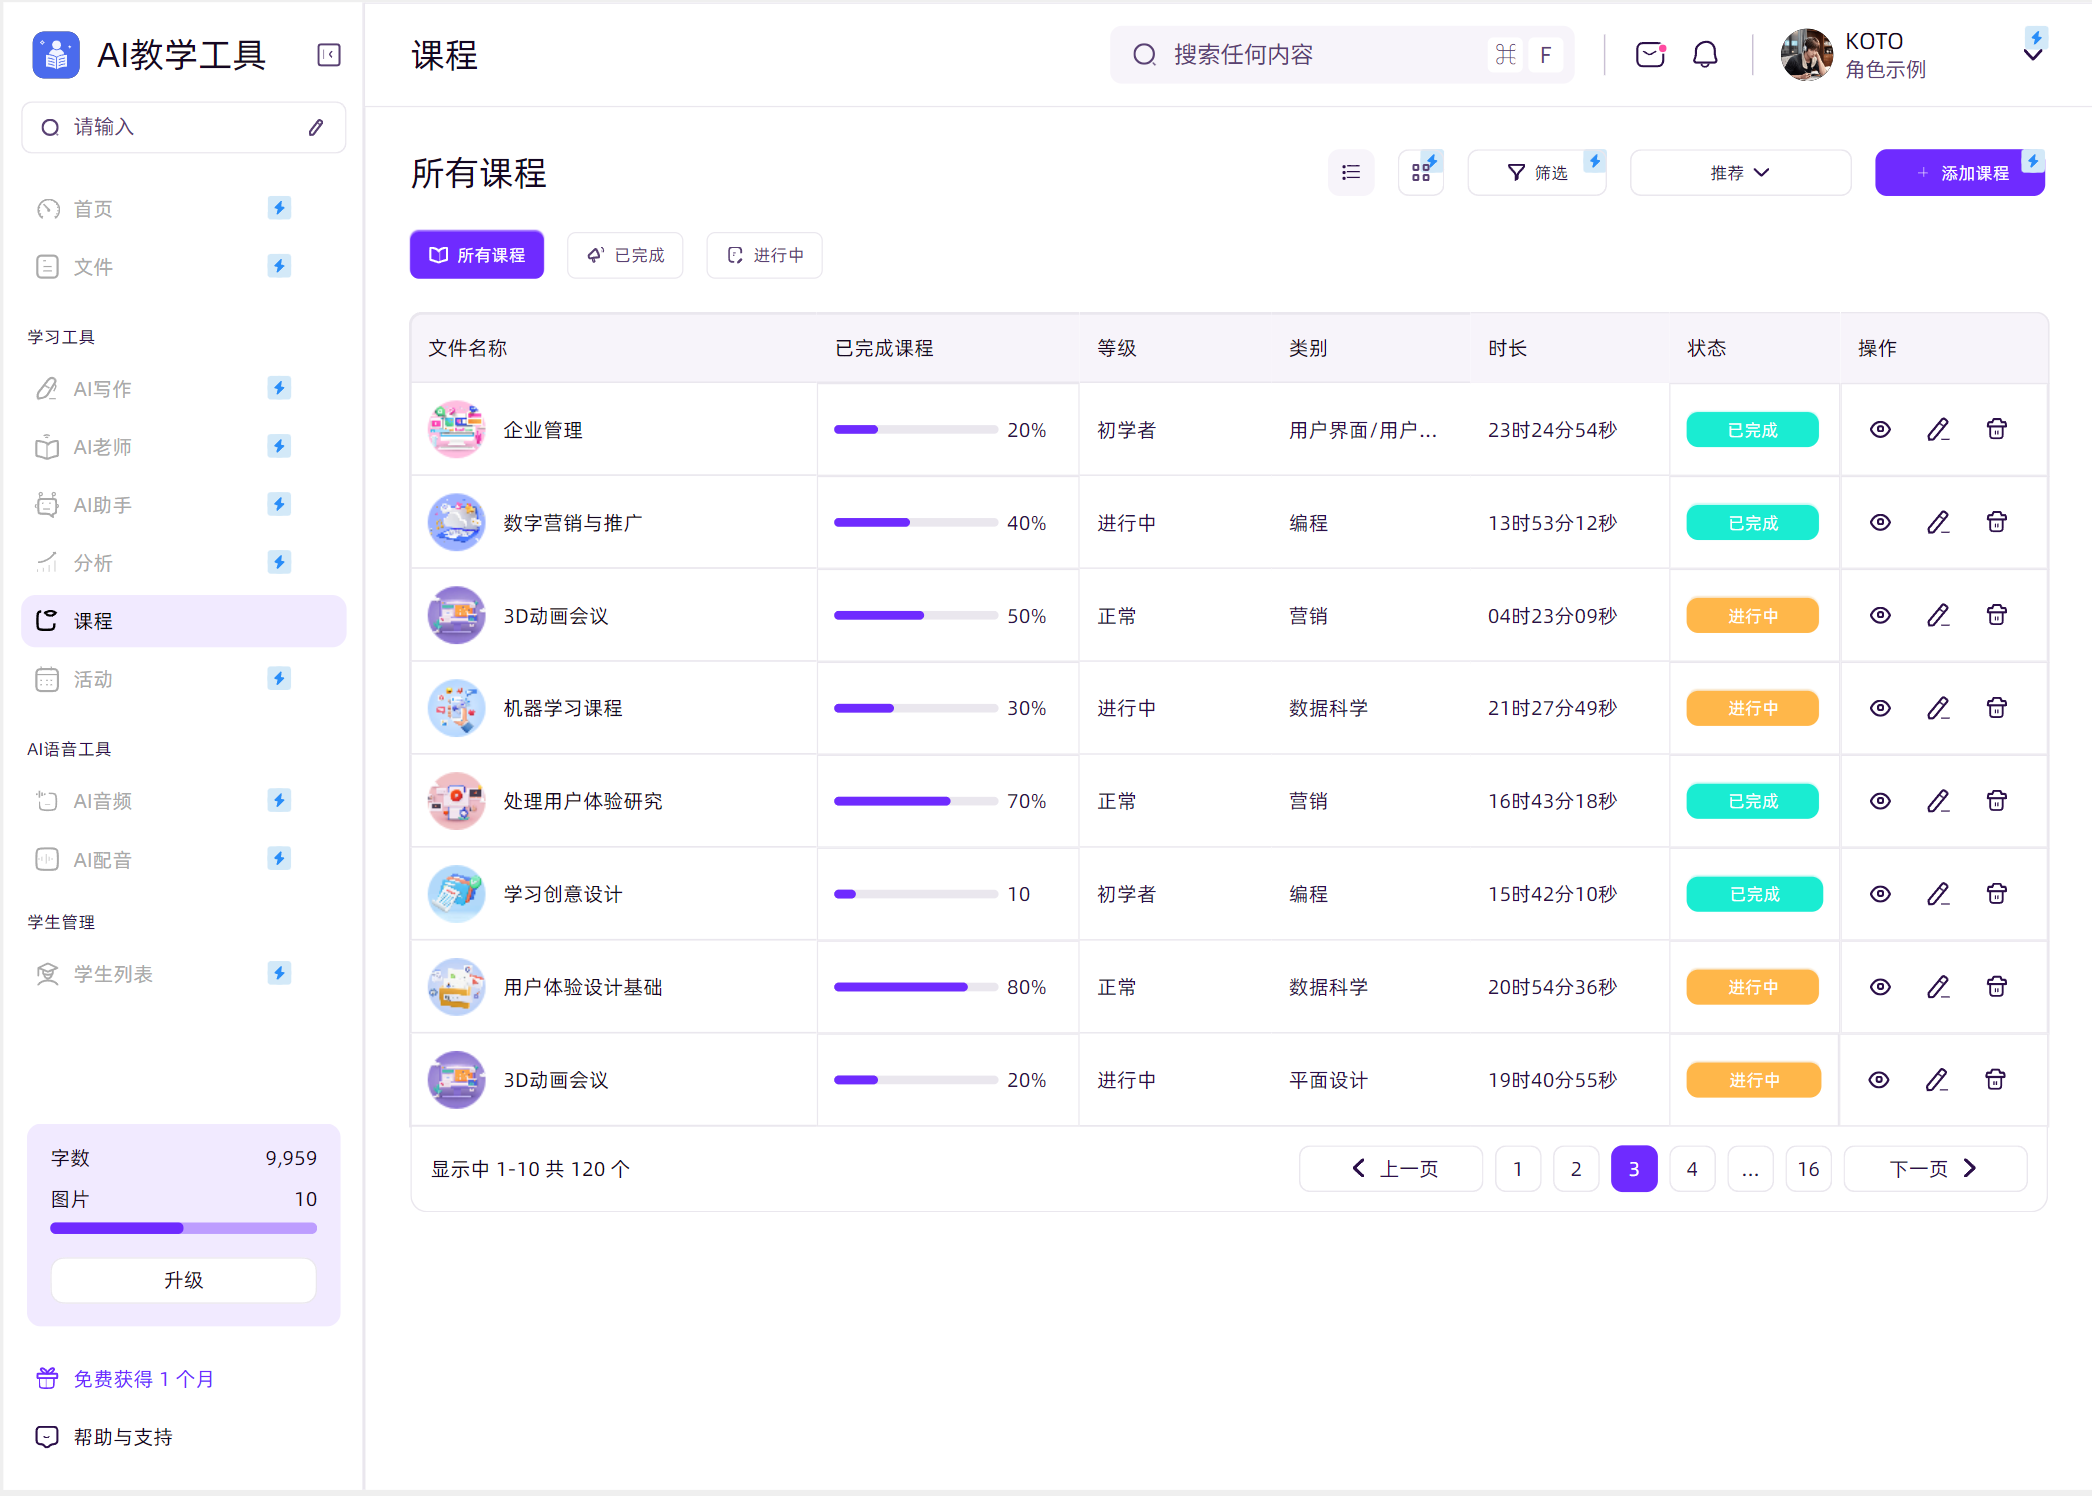 AI教学工具
请输入
首页
文件
学习工具
AI写作
AI老师
AI助手
分析
课程
活动
AI语音工具
AI音频
AI配音
学生管理
学生列表
字数 9,959
图片 10
升级
免费获得 1 个月
帮助与支持
课程
搜索任何内容 ⌘ F
KOTO
角色示例
所有课程
筛选 推荐 + 添加课程
所有课程 已完成 进行中
文件名称 已完成课程 等级 类别 时长 状态 操作
企业管理 20% 初学者 用户界面/用户... 23时24分54秒 已完成
数字营销与推广 40% 进行中 编程 13时53分12秒 已完成
3D动画会议 50% 正常 营销 04时23分09秒 进行中
机器学习课程 30% 进行中 数据科学 21时27分49秒 进行中
处理用户体验研究 70% 正常 营销 16时43分18秒 已完成
学习创意设计 10 初学者 编程 15时42分10秒 已完成
用户体验设计基础 80% 正常 数据科学 20时54分36秒 进行中
3D动画会议 20% 进行中 平面设计 19时40分55秒 进行中
显示中 1-10 共 120 个
上一页 1 2 3 4 ... 16 下一页